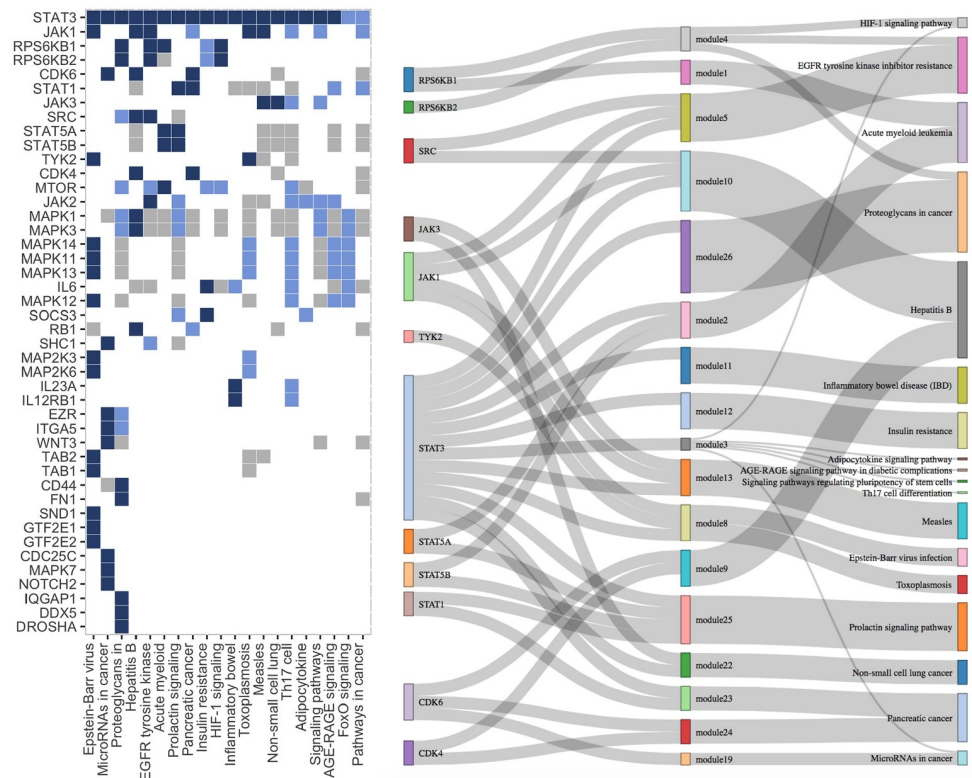 STAT3
JAK1
RPS6KB1
RPS6KB2
CDK6
STAT1
JAK3
SRC
STAT5A
STAT5B
TYK2
CDK4
MTOR
JAK2
MAPK1
MAPK3
MAPK14
MAPK11
MAPK13
IL6
MAPK12
SOCS3
RB1
SHC1
MAP2K3
MAP2K6
IL23A
IL12RB1
EZR
ITGA5
WNT3
TAB2
TAB1
CD44
FN1
SND1
GTF2E1
GTF2E2
CDC25C
MAPK7
NOTCH2
IQGAP1
DDX5
DROSHA
Epstein-Barr virus
MicroRNAs in cancer
Proteoglycans in
Hepatitis B
EGFR tyrosine kinase
Acute myeloid
Prolactin signaling
Pancreatic cancer
Insulin resistance
HIF-1 signaling
Inflammatory bowel
Toxoplasmosis
Measles
Non-small cell lung
Th17 cell
Adipocytokine
Signaling pathways
AGE-RAGE signaling
FoxO signaling
Pathways in cancer
RPS6KB1
RPS6KB2
SRC
JAK3
JAK1
TYK2
STAT3
STAT5A
STAT5B
STAT1
CDK6
CDK4
module4
module1
module5
module10
module26
module2
module11
module12
module3
module13
module8
module9
module25
module22
module23
module24
module19
HIF-1 signaling pathway
EGFR tyrosine kinase inhibitor resistance
Acute myeloid leukemia
Proteoglycans in cancer
Hepatitis B
Inflammatory bowel disease (IBD)
Insulin resistance
Adipocytokine signaling pathway
AGE-RAGE signaling pathway in diabetic complications
Signaling pathways regulating pluripotency of stem cells
Th17 cell differentiation
Measles
Epstein-Barr virus infection
Toxoplasmosis
Prolactin signaling pathway
Non-small cell lung cancer
Pancreatic cancer
MicroRNAs in cancer